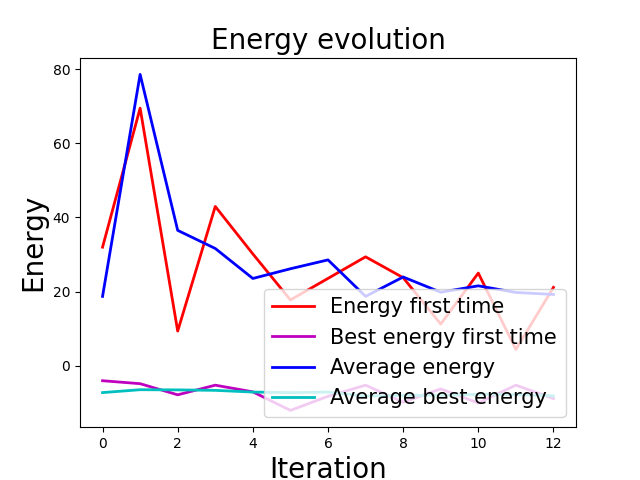 Energy evolution
Energy
80
60
40
20
0
Energy first time
Best energy first time
Average energy
Average best energy
0 2 4 6 8 10 12
Iteration